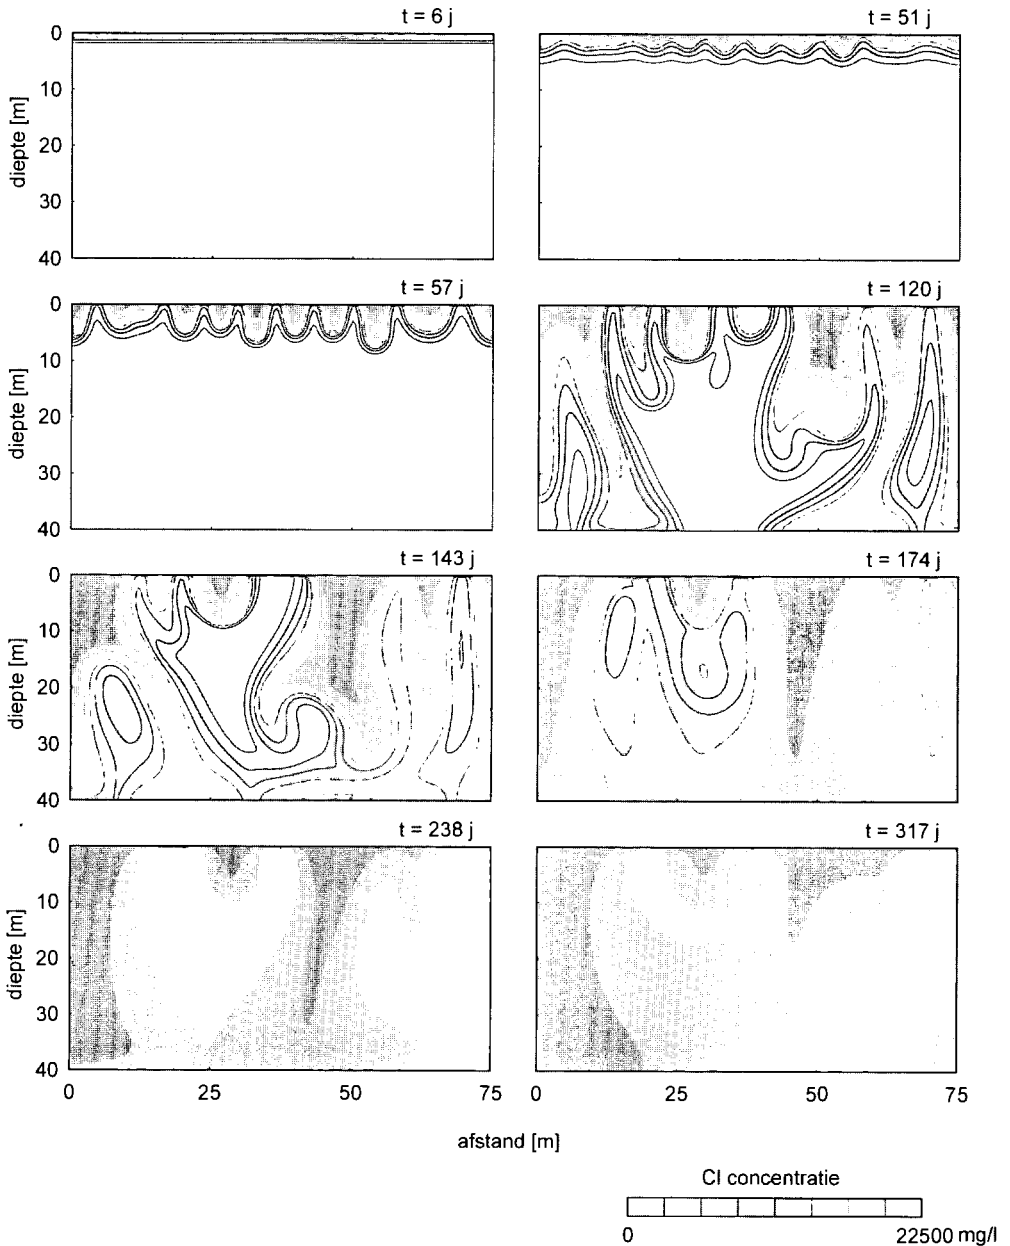 t = 6 j
t = 51 j
0
10
20
30
40
diepte [m]
t = 57 j
t = 120 j
0
10
20
30
40
diepte [m]
t = 143 j
t = 174 j
0
10
20
30
40
diepte [m]
t = 238 j
t = 317 j
0
10
20
30
40
diepte [m]
0 25 50 75
0 25 50 75
afstand [m]
Cl concentratie
0 22500 mg/l